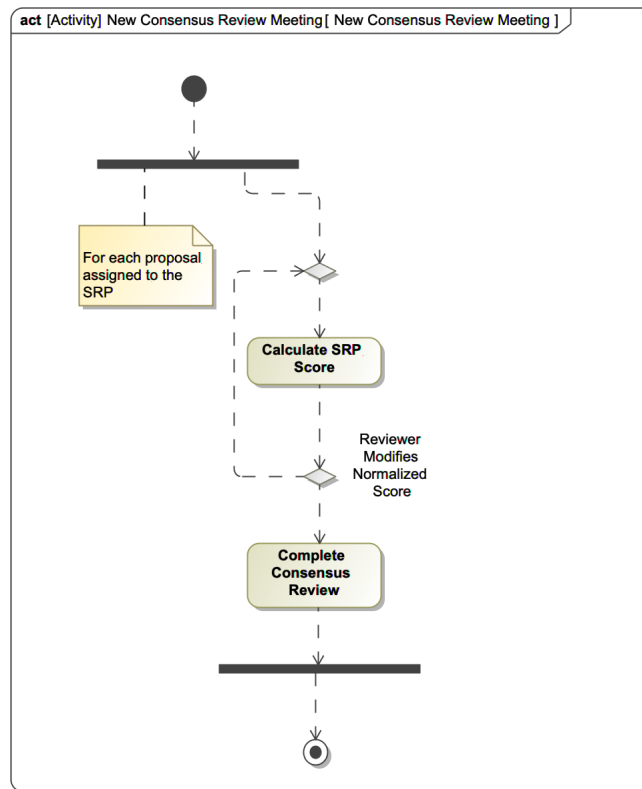 act [Activity] New Consensus Review Meeting [ New Consensus Review Meeting ]
For each proposal
assigned to the
SRP
Calculate SRP
Score
Reviewer
Modifies
Normalized
Score
Complete
Consensus
Review